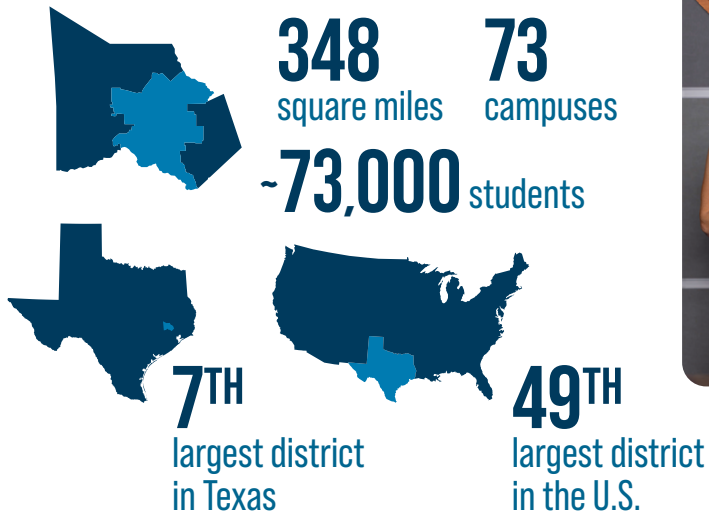 348
square miles
73
campuses
~73,000 students
7TH
largest district
in Texas
49TH
largest district
in the U.S.